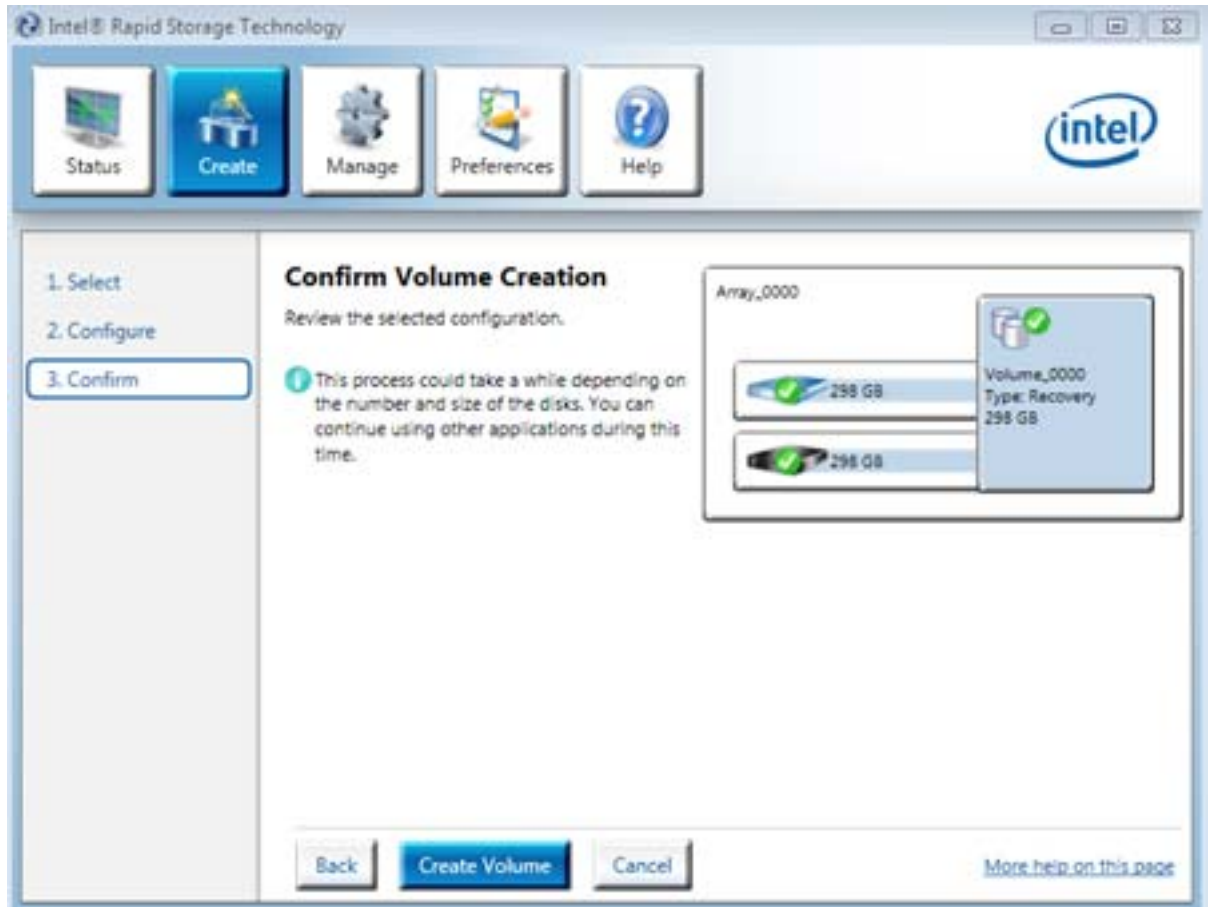 Intel® Rapid Storage Technology
Status
Create
Manage
Preferences
Help
intel
1. Select
2. Configure
3. Confirm
Confirm Volume Creation
Review the selected configuration.
This process could take a while depending on
the number and size of the disks. You can
continue using other applications during this
time.
Array_0000
298 GB
298 GB
Volume_0000
Type: Recovery
298 GB
Back
Create Volume
Cancel
More help on this page